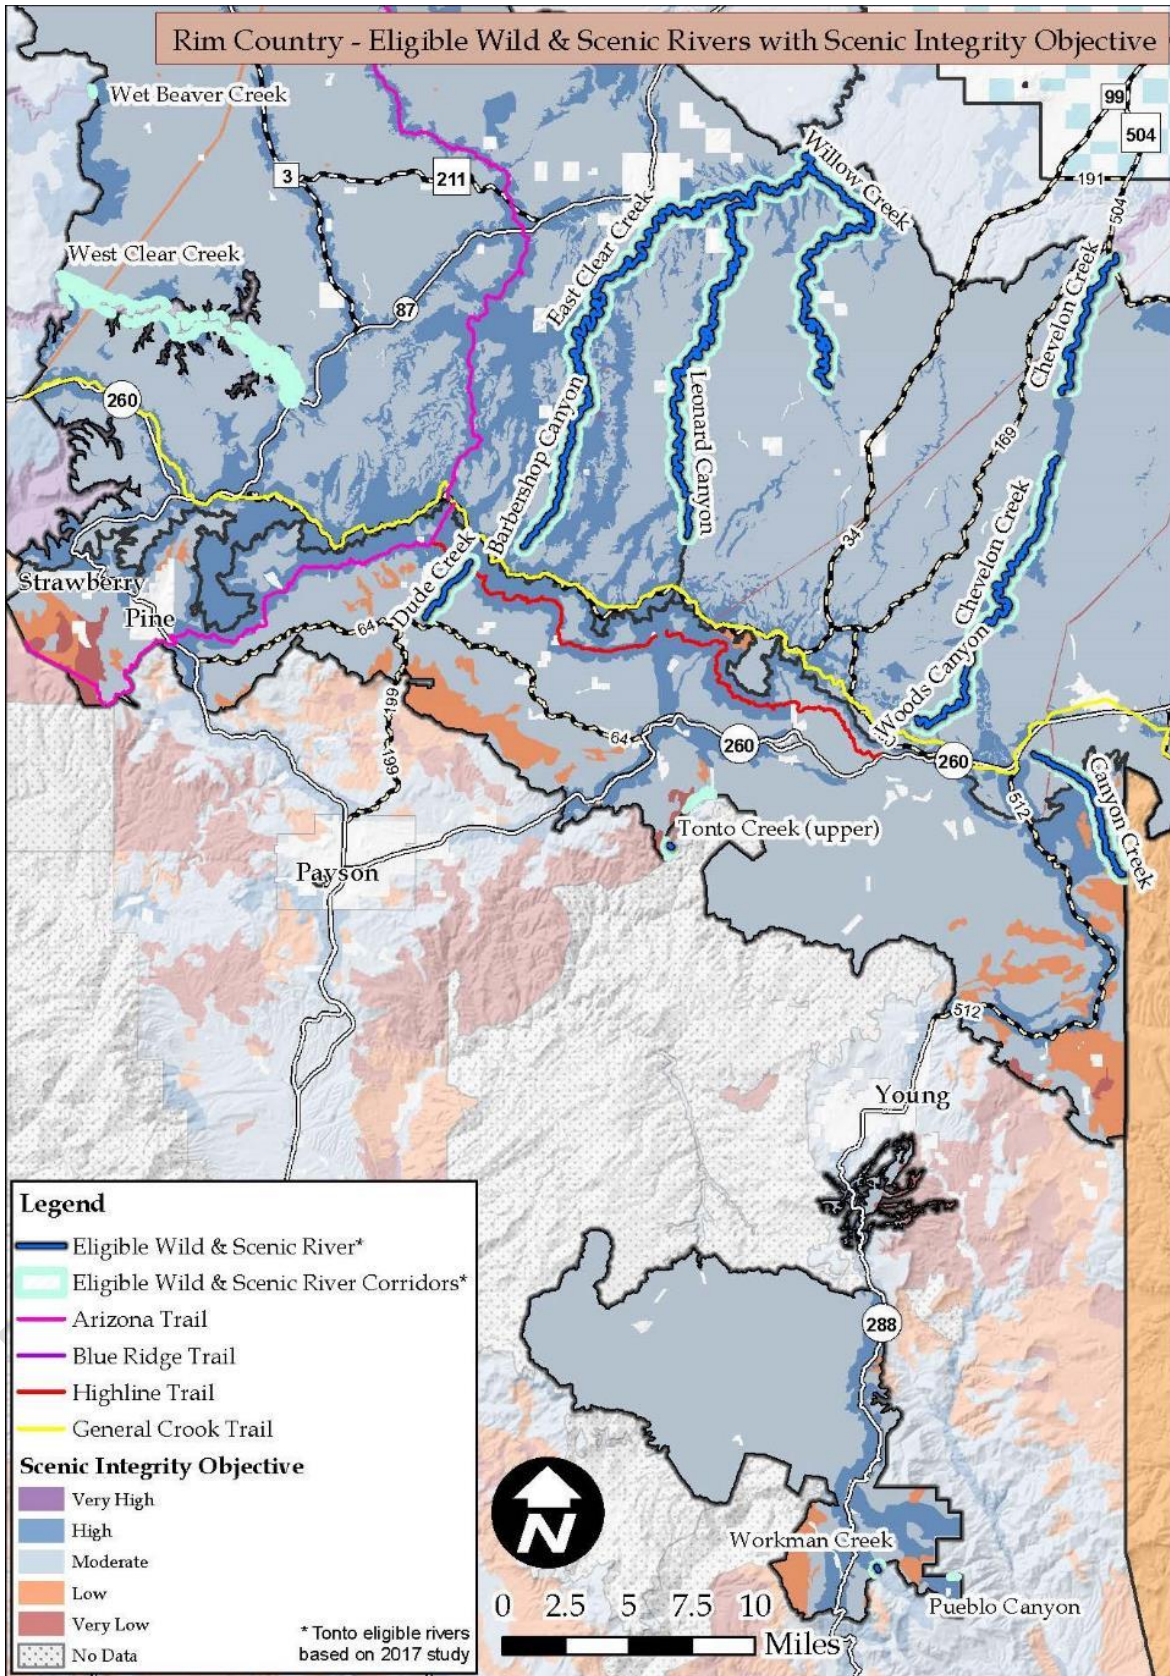 Rim Country - Eligible Wild & Scenic Rivers with Scenic Integrity Objective
Wet Beaver Creek
99
504
3
211
191
504
Willow Creek
West Clear Creek
East Clear Creek
87
Chevelon Creek
260
Barbershop Canyon
Leonard Canyon
169
34
Chevelon Creek
Strawberry
Pine
Dude Creek
64
Woods Canyon
199
64
260
260
Canyon Creek
512
199
Tonto Creek (upper)
Payson
512
Young
Legend
Eligible Wild & Scenic River*
Eligible Wild & Scenic River Corridors*
Arizona Trail
Blue Ridge Trail
Highline Trail
General Crook Trail
Scenic Integrity Objective
Very High
High
Moderate
Low
Very Low
No Data
* Tonto eligible rivers
based on 2017 study
288
N
Workman Creek
Pueblo Canyon
0 2.5 5 7.5 10
Miles